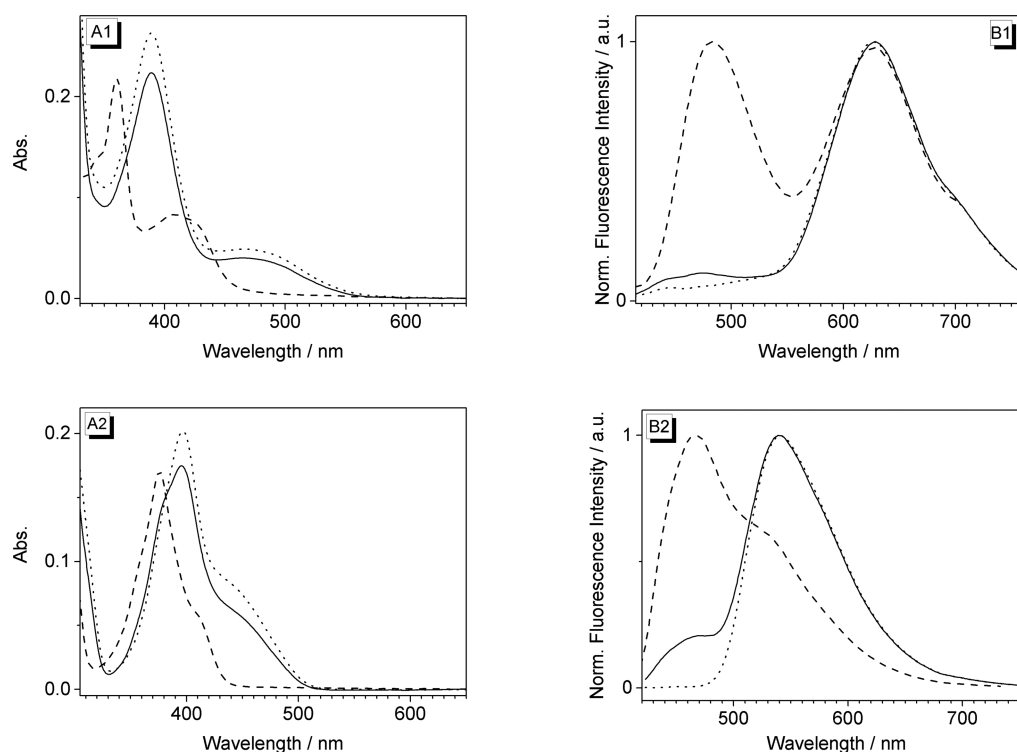 A1
0.2
0.0
Abs.
400 500 600
Wavelength / nm
B1
1
0
Norm. Fluorescence Intensity / a.u.
500 600 700
Wavelength / nm
A2
0.2
0.1
0.0
Abs.
400 500 600
Wavelength / nm
B2
1
0
Norm. Fluorescence Intensity / a.u.
500 600 700
Wavelength / nm